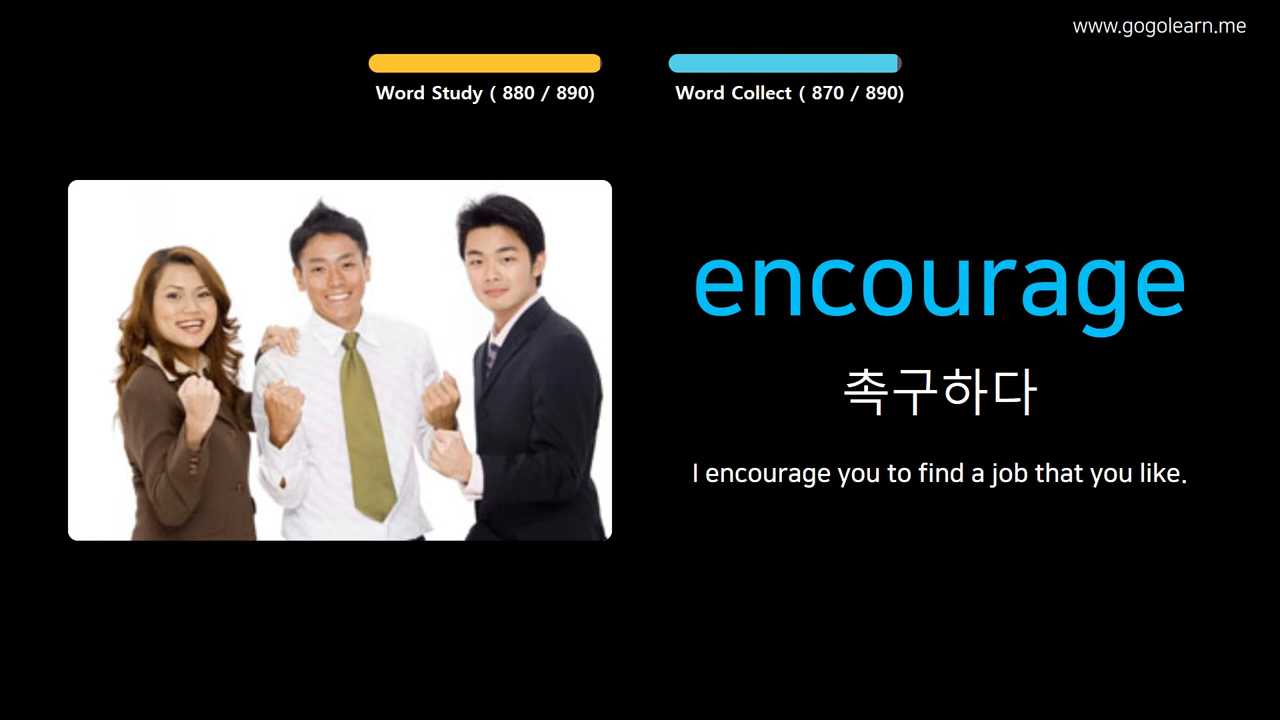 www.gogolearn.me
Word Study ( 880 / 890)
Word Collect ( 870 / 890)
encourage
촉구하다
I encourage you to find a job that you like.